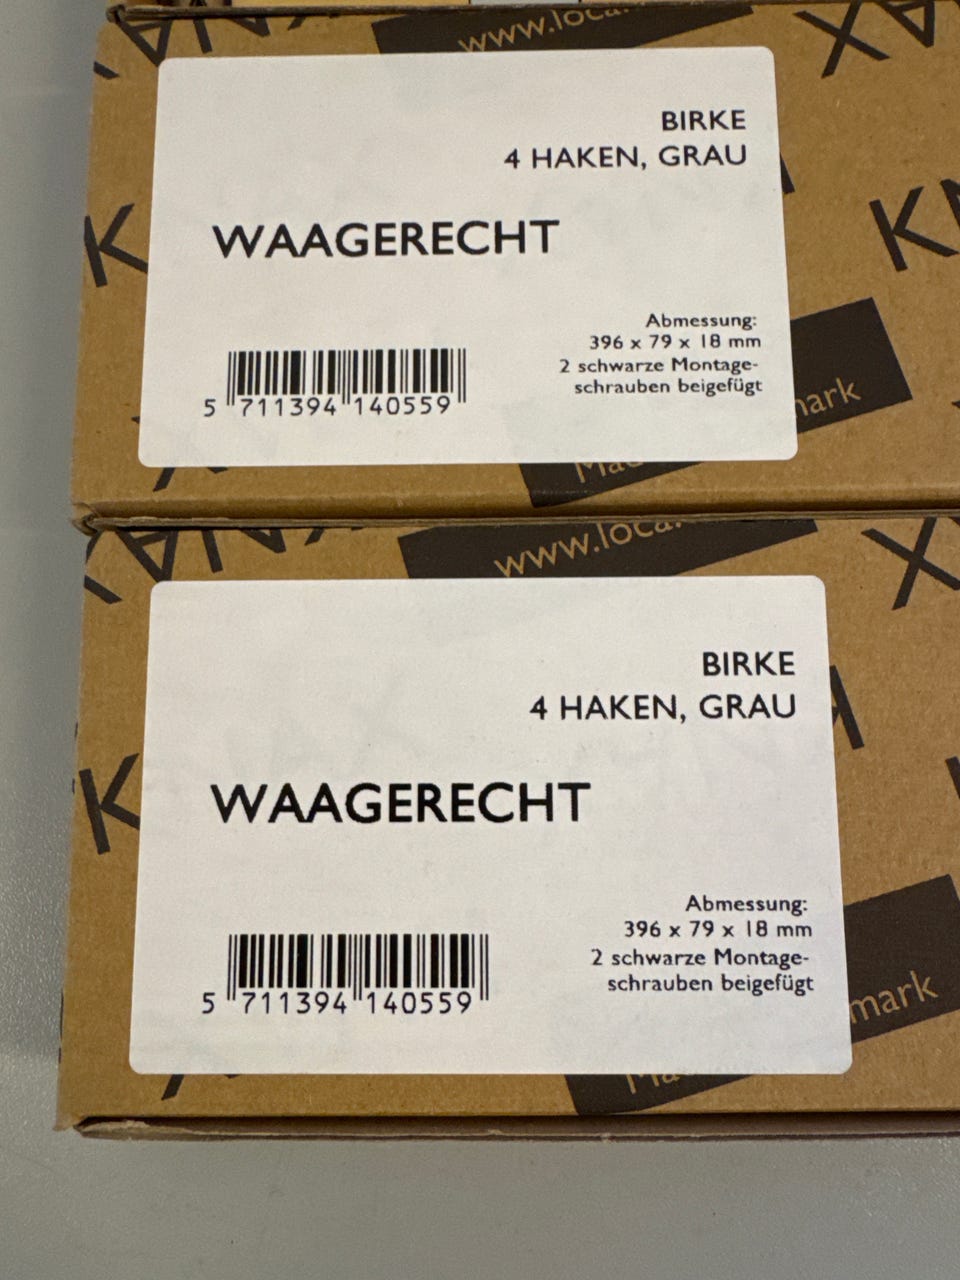 BIRKE
4 HAKEN, GRAU
WAAGERECHT
Abmessung:
396 x 79 x 18 mm
2 schwarze Montage-
schrauben beigefügt
5 711394 140559
BIRKE
4 HAKEN, GRAU
WAAGERECHT
Abmessung:
396 x 79 x 18 mm
2 schwarze Montage-
schrauben beigefügt
5 711394 140559